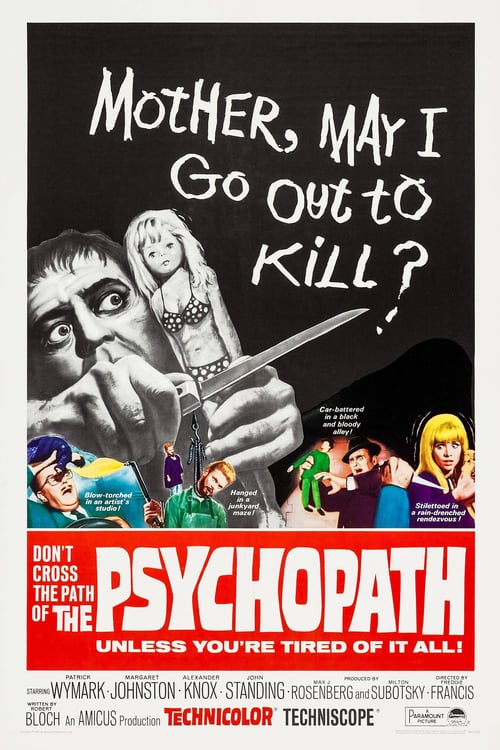 MOTHER, MAY I
GO OUT TO
KILL?
Car-battered
in a black
and bloody
alley!
Blow-torched
in an artist's
studio!
Hanged
in a
junkyard
maze!
Stilettoed in
a rain-drenched
rendezvous!
DON'T
CROSS
THE PATH
OF THE PSYCHOPATH
UNLESS YOU'RE TIRED OF IT ALL!
STARRING PATRICK WYMARK · MARGARET JOHNSTON · ALEXANDER KNOX · JOHN STANDING · PRODUCED BY MAX J. ROSENBERG and MILTON SUBOTSKY · DIRECTED BY FREDDIE FRANCIS
WRITTEN BY ROBERT BLOCH An AMICUS Production TECHNICOLOR® TECHNISCOPE® A PARAMOUNT PICTURE